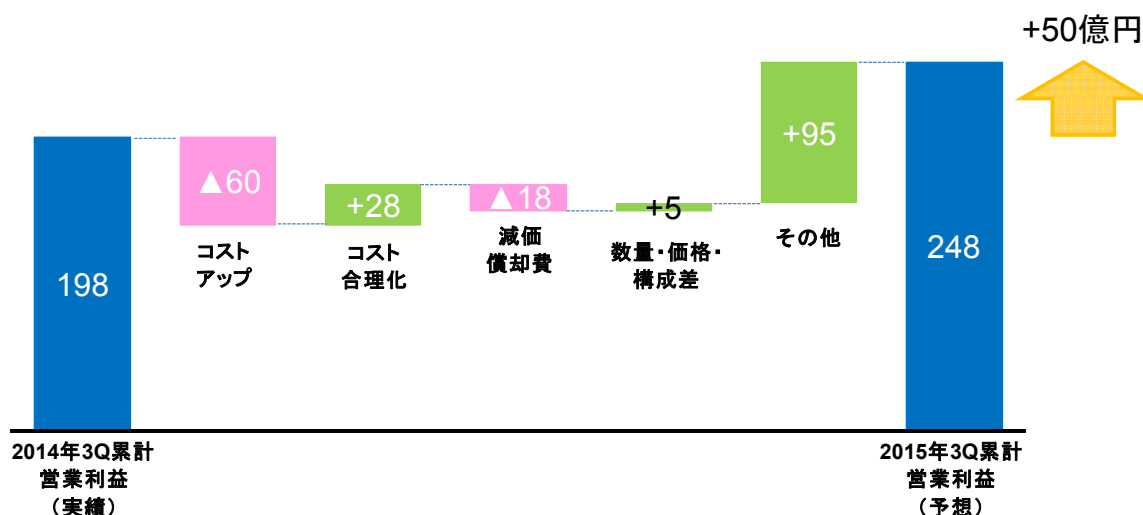 +50億円
▲60
+28
▲18
+5
+95
198
248
コスト
アップ
コスト
合理化
減価
償却費
数量・価格・
構成差
その他
2014年3Q累計
営業利益
（実績）
2015年3Q累計
営業利益
（予想）